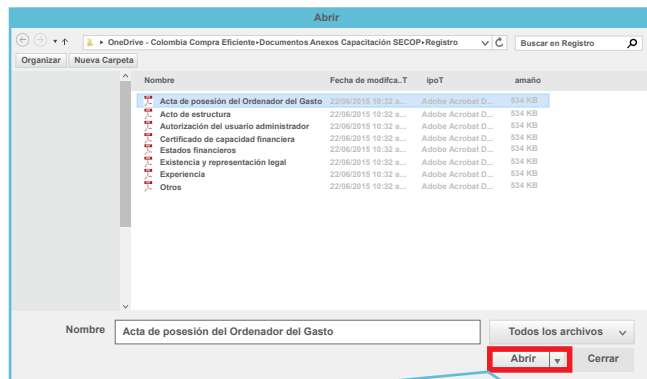 Abrir
OneDrive - Colombia Compra Eficiente▸Documentos Anexos Capacitación SECOP▸Registro
Buscar en Registro
Organizar Nueva Carpeta
Nombre Fecha de modifca..T ipoT amaño
Acta de posesión del Ordenador del Gasto 22/06/2015 10:32 a... Adobe Acrobat D... 534 KB
Acto de estructura 22/06/2015 10:32 a... Adobe Acrobat D... 534 KB
Autorización del usuario administrador 22/06/2015 10:32 a... Adobe Acrobat D... 534 KB
Certificado de capacidad financiera 22/06/2015 10:32 a... Adobe Acrobat D... 534 KB
Estados financieros 22/06/2015 10:32 a... Adobe Acrobat D... 534 KB
Existencia y representación legal 22/06/2015 10:32 a... Adobe Acrobat D... 534 KB
Experiencia 22/06/2015 10:32 a... Adobe Acrobat D... 534 KB
Otros 22/06/2015 10:32 a... Adobe Acrobat D... 534 KB
Nombre Acta de posesión del Ordenador del Gasto Todos los archivos
Abrir Cerrar